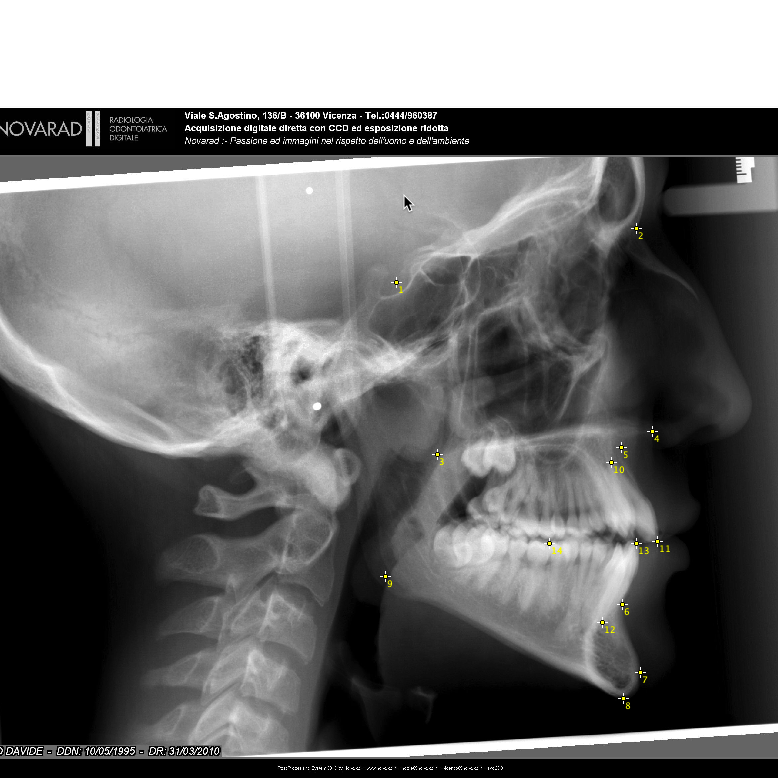 NOVARAD
RADIOLOGIA
ODONTOIATRICA
DIGITALE
Viale S.Agostino, 136/B - 36100 Vicenza - Tel.:0444/960387
Acquisizione digitale diretta con CCD ed esposizione ridotta
Novarad :- Passione ed immagini nel rispetto dell'uomo e dell'ambiente
2
1
4
5
3
10
14
13
11
9
6
12
7
8
DAVIDE - DDN: 10/05/1995 - DR: 31/03/2010